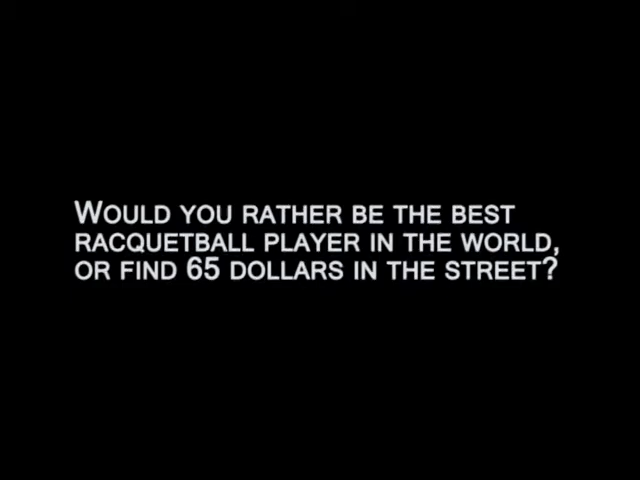 WOULD YOU RATHER BE THE BEST
RACQUETBALL PLAYER IN THE WORLD,
OR FIND 65 DOLLARS IN THE STREET?